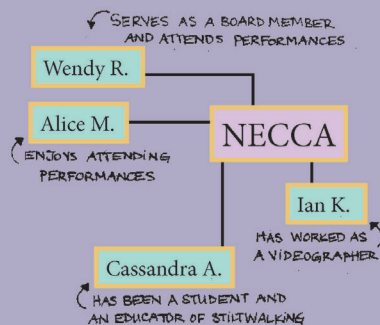 SERVES AS A BOARD MEMBER
AND ATTENDS PERFORMANCES
Wendy R.
Alice M.
NECCA
ENJOYS ATTENDING
PERFORMANCES
Ian K.
HAS WORKED AS
A VIDEOGRAPHER
Cassandra A.
HAS BEEN A STUDENT AND
AN EDUCATOR OF STILTWALKING